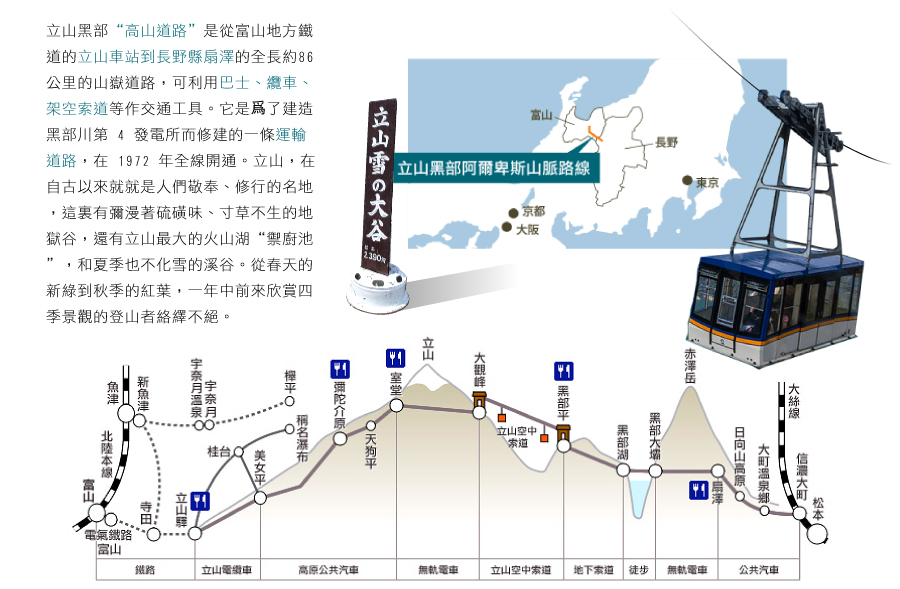 立山黑部“高山道路”是從富山地方鐵
道的立山車站到長野縣扇澤的全長約86
公里的山嶽道路，可利用巴士、纜車、
架空索道等作交通工具。它是爲了建造
黑部川第 4 發電所而修建的一條運輸
道路，在 1972 年全線開通。立山，在
自古以來就就是人們敬奉、修行的名地
，這裏有彌漫著硫磺味、寸草不生的地
獄谷，還有立山最大的火山湖“禦廚池
”，和夏季也不化雪的溪谷。從春天的
新綠到秋季的紅葉，一年中前來欣賞四
季景觀的登山者絡繹不絕。
立山雪の大谷
2,390m
富山
長野
立山黑部阿爾卑斯山脈路線
東京
京都
大阪
魚津
新魚津
宇奈月溫泉
宇奈月
欅平
稱名瀑布
桂台
美女平
北陸本線
富山
電氣鐵路
富山
寺田
立山驛
彌陀介原
天狗平
室堂
立山
大觀峰
立山空中
索道
黑部平
黑部湖
黑部大壩
赤澤岳
扇澤
日向山高原
大町溫泉鄉
大絲線
信濃大町
松本
鐵路
立山電纜車
高原公共汽車
無軌電車
立山空中索道
地下索道
徒步
無軌電車
公共汽車